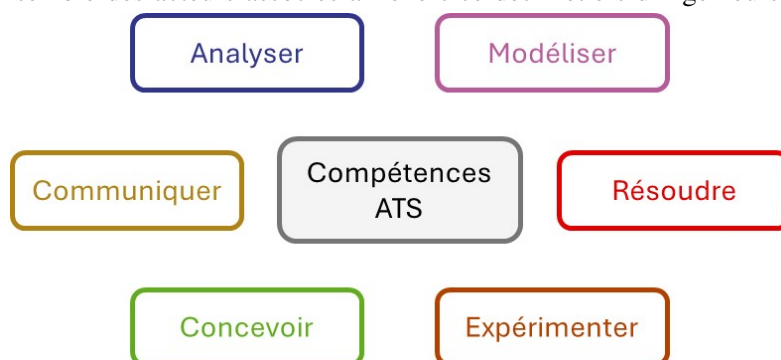 Analyser
Modéliser
Communiquer
Compétences
ATS
Résoudre
Concevoir
Expérimenter